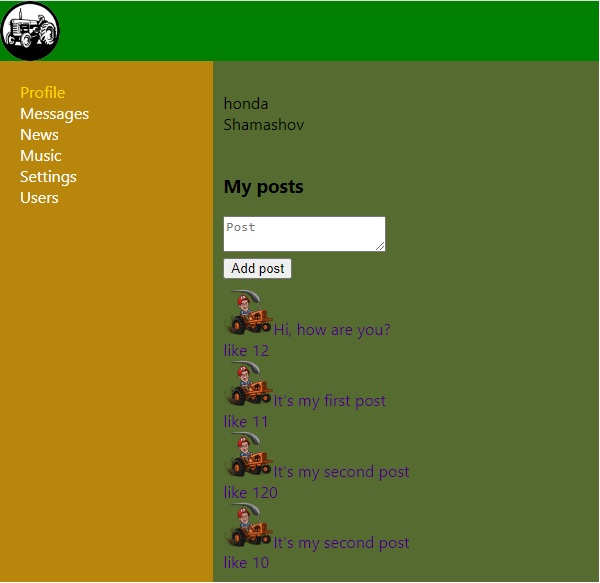 Profile
Messages
News
Music
Settings
Users
honda
Shamashov
My posts
Post
Add post
Hi, how are you?
like 12
It's my first post
like 11
It's my second post
like 120
It's my second post
like 10